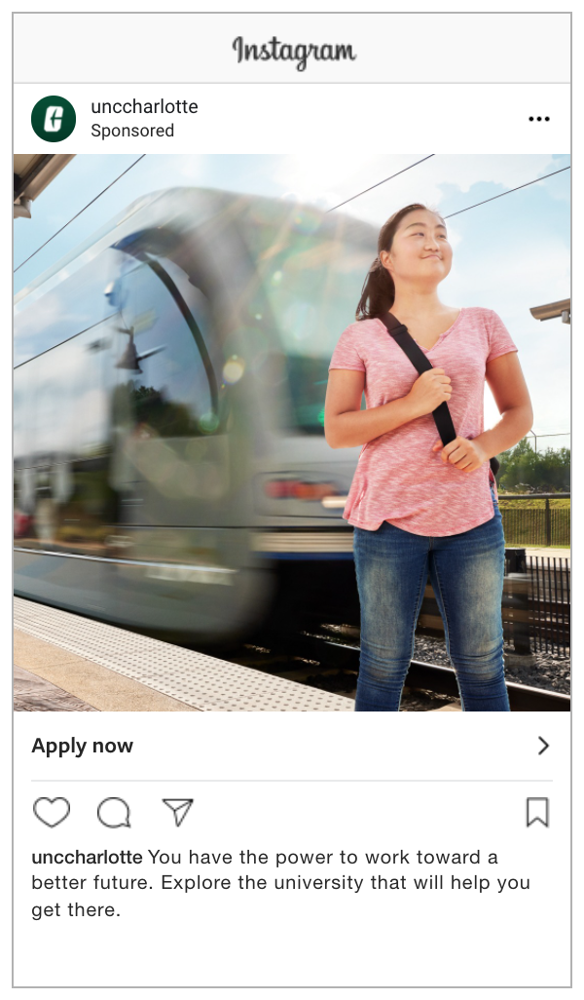 Instagram
unccharlotte
Sponsored
Apply now
unccharlotte You have the power to work toward a
better future. Explore the university that will help you
get there.